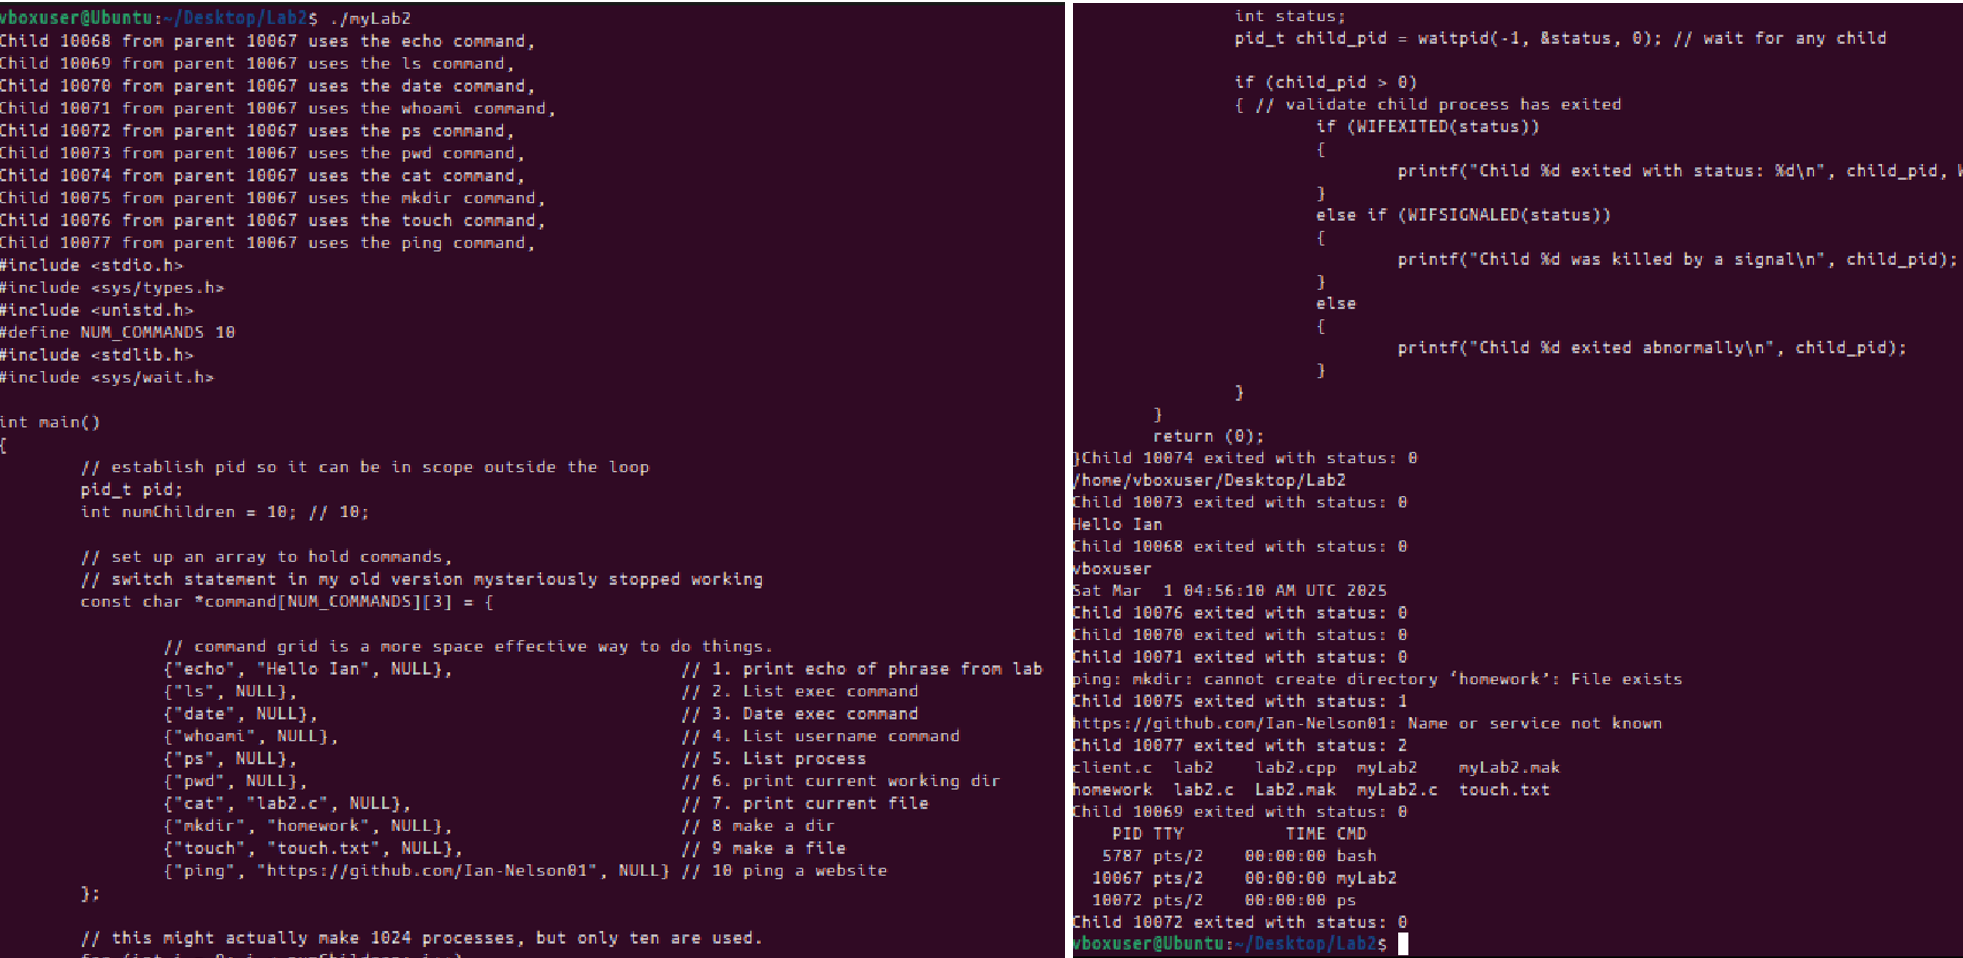 vboxuser@Ubuntu:~/Desktop/Lab2$ ./myLab2
Child 10068 from parent 10067 uses the echo command,
Child 10069 from parent 10067 uses the ls command,
Child 10070 from parent 10067 uses the date command,
Child 10071 from parent 10067 uses the whoami command,
Child 10072 from parent 10067 uses the ps command,
Child 10073 from parent 10067 uses the pwd command,
Child 10074 from parent 10067 uses the cat command,
Child 10075 from parent 10067 uses the mkdir command,
Child 10076 from parent 10067 uses the touch command,
Child 10077 from parent 10067 uses the ping command,
#include <stdio.h>
#include <sys/types.h>
#include <unistd.h>
#define NUM_COMMANDS 10
#include <stdlib.h>
#include <sys/wait.h>
int main()
{
// establish pid so it can be in scope outside the loop
pid_t pid;
int numChildren = 10; // 10;
// set up an array to hold commands,
// switch statement in my old version mysteriously stopped working
const char *command[NUM_COMMANDS][3] = {
// command grid is a more space effective way to do things.
{"echo", "Hello Ian", NULL}, // 1. print echo of phrase from lab
{"ls", NULL}, // 2. List exec command
{"date", NULL}, // 3. Date exec command
{"whoami", NULL}, // 4. List username command
{"ps", NULL}, // 5. List process
{"pwd", NULL}, // 6. print current working dir
{"cat", "lab2.c", NULL}, // 7. print current file
{"mkdir", "homework", NULL}, // 8 make a dir
{"touch", "touch.txt", NULL}, // 9 make a file
{"ping", "https://github.com/Ian-Nelson01", NULL} // 10 ping a website
};
// this might actually make 1024 processes, but only ten are used.
int status;
pid_t child_pid = waitpid(-1, &status, 0); // wait for any child
if (child_pid > 0)
{ // validate child process has exited
if (WIFEXITED(status))
{
printf("Child %d exited with status: %d\n", child_pid,
}
else if (WIFSIGNALED(status))
{
printf("Child %d was killed by a signal\n", child_pid);
}
else
{
printf("Child %d exited abnormally\n", child_pid);
}
}
}
return (0);
}Child 10074 exited with status: 0
/home/vboxuser/Desktop/Lab2
Child 10073 exited with status: 0
Hello Ian
Child 10068 exited with status: 0
vboxuser
Sat Mar  1 04:56:10 AM UTC 2025
Child 10076 exited with status: 0
Child 10070 exited with status: 0
Child 10071 exited with status: 0
ping: mkdir: cannot create directory ‘homework’: File exists
Child 10075 exited with status: 1
https://github.com/Ian-Nelson01: Name or service not known
Child 10077 exited with status: 2
client.c lab2 lab2.cpp myLab2 myLab2.mak
homework lab2.c Lab2.mak myLab2.c touch.txt
Child 10069 exited with status: 0
PID TTY TIME CMD
5787 pts/2 00:00:00 bash
10067 pts/2 00:00:00 myLab2
10072 pts/2 00:00:00 ps
Child 10072 exited with status: 0
vboxuser@Ubuntu:~/Desktop/Lab2$